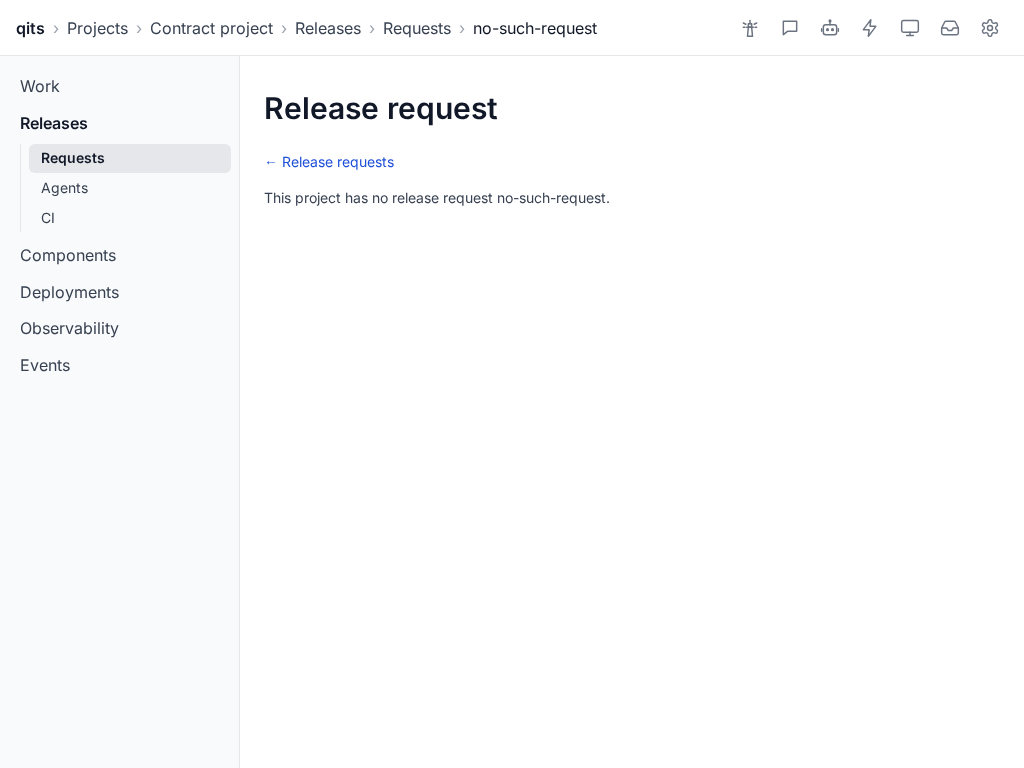 qits › Projects › Contract project › Releases › Requests › no-such-request
Work
Releases
Requests
Agents
CI
Components
Deployments
Observability
Events
Release request
← Release requests
This project has no release request no-such-request.